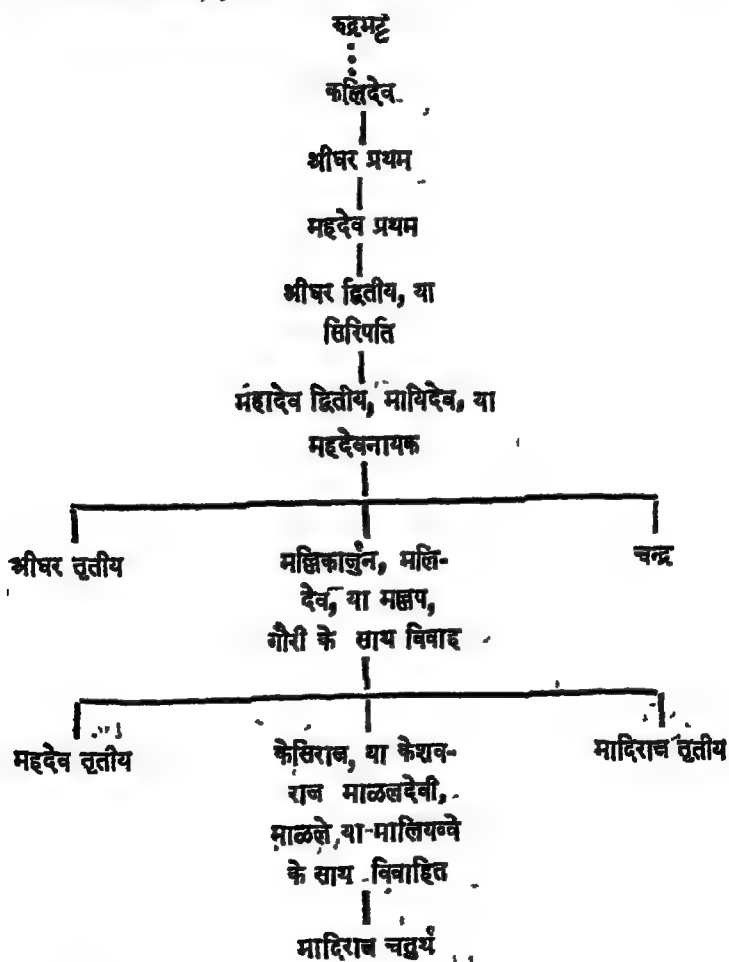 रुद्रभट्ट
कलिदेव
श्रीधर प्रथम
महदेव प्रथम
श्रीधर द्वितीय, या
सिरिपति
महादेव द्वितीय, मायिदेव, या
महदेवनायक
श्रीधर तृतीय
मल्लिकार्जुन, मलि-
देव, या मल्लप,
गौरी के साथ विवाह
चन्द्र
महदेव तृतीय
केसिराज, या केशव-
राज माळलदेवी,
माळले या मालियव्वे
के साथ विवाहित
मादिराज तृतीय
मादिराज चतुर्थ